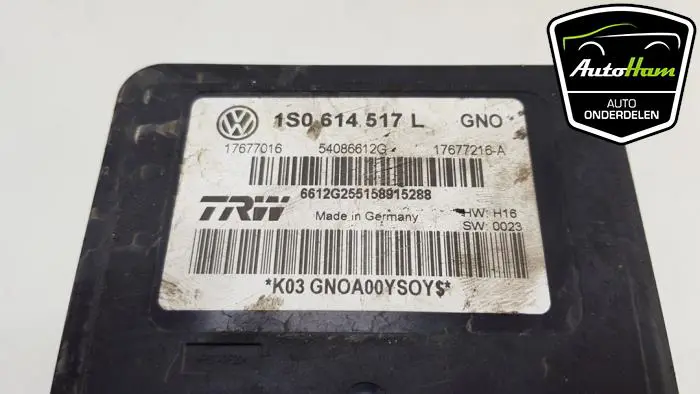 AutoHam
AUTO
ONDERDELEN
1S0 614 517 L GNO
17677016 54086612G 17677216-A
6612G255158915288
TRW
Made in Germany
HW: H16
SW: 0023
*K03 GNOA00YSOY$*